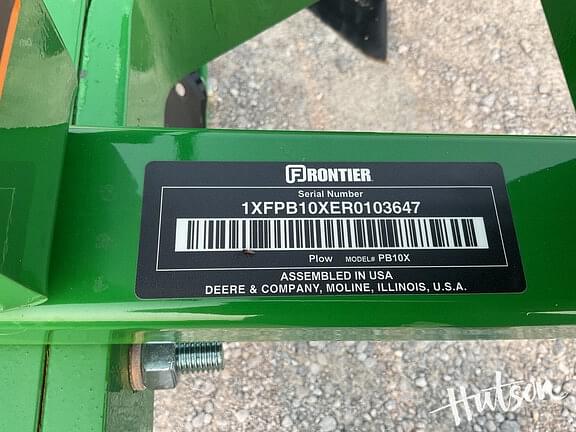 FRONTIER
Serial Number
1XFPB10XER0103647
Plow MODEL# PB10X
ASSEMBLED IN USA
DEERE & COMPANY, MOLINE, ILLINOIS, U.S.A.
Hutson